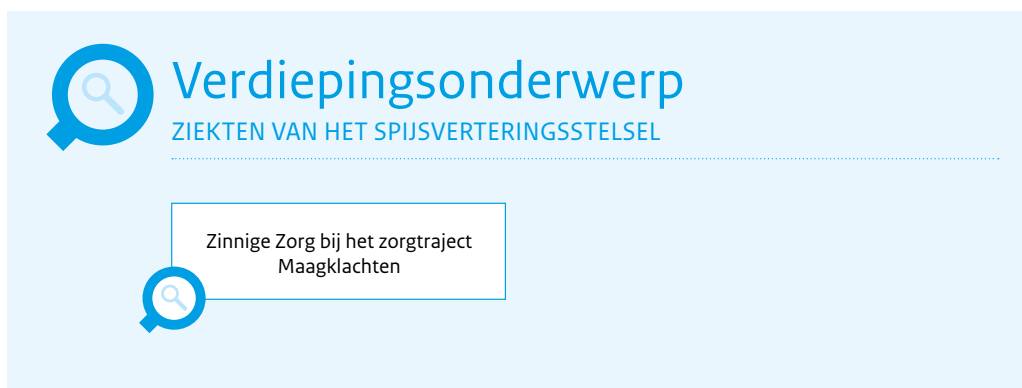 Verdiepingsonderwerp
ZIEKTEN VAN HET SPIJSVERTERINGSSTELSEL
Zinnige Zorg bij het zorgtraject
Maagklachten